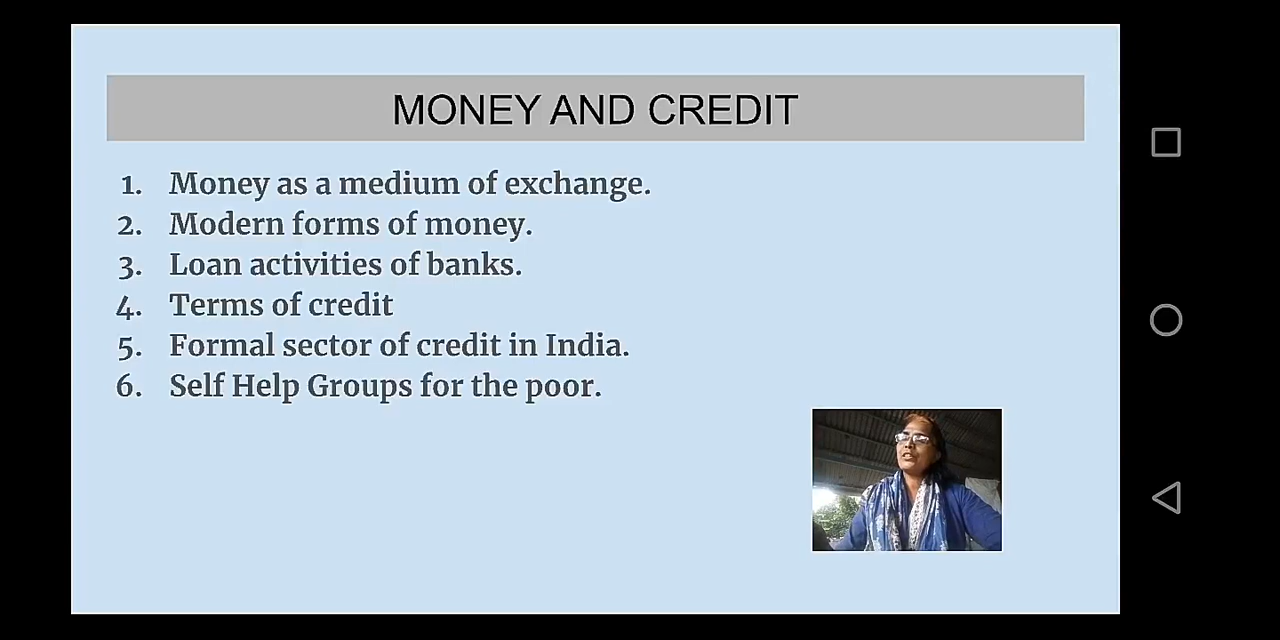 MONEY AND CREDIT
1. Money as a medium of exchange.
2. Modern forms of money.
3. Loan activities of banks.
4. Terms of credit
5. Formal sector of credit in India.
6. Self Help Groups for the poor.